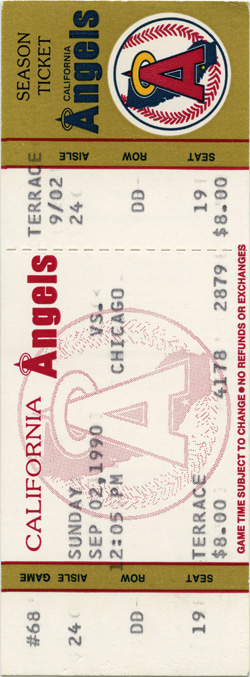 SEASON
TICKET
CALIFORNIA
Angels
A
AISLE
ROW
SEAT
TERRACE
9/02
24
DD
19
$8.00
CALIFORNIA Angels
A
SUNDAY
SEP 02,1990 VS.
12:05 PM CHICAGO
TERRACE
$8.00 4178 2879
GAME TIME SUBJECT TO CHANGE • NO REFUNDS OR EXCHANGES
GAME
AISLE
ROW
SEAT
#68
24
DD
19